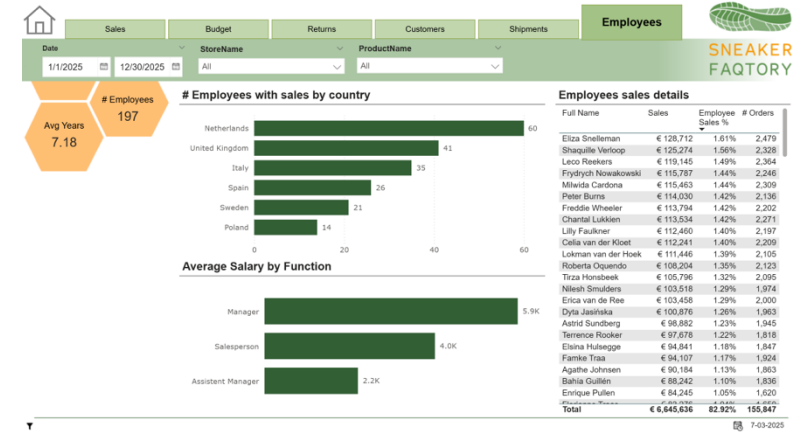 Sales
Budget
Returns
Customers
Shipments
Employees
SNEAKER
FAQTORY
Date
StoreName
ProductName
1/1/2025
12/30/2025
All
All
# Employees
197
Avg Years
7.18
# Employees with sales by country
Netherlands 60
United Kingdom 41
Italy 35
Spain 26
Sweden 21
Poland 14
0 20 40 60
Average Salary by Function
Manager 5.9K
Salesperson 4.0K
Assistent Manager 2.2K
Employees sales details
Full Name Sales Employee Sales % # Orders
Eliza Snelleman € 128,712 1.61% 2,479
Shaquille Verloop € 125,274 1.56% 2,328
Leco Reekers € 119,145 1.49% 2,364
Frydrych Nowakowski € 115,787 1.44% 2,246
Milwida Cardona € 115,463 1.44% 2,309
Peter Burns € 114,030 1.42% 2,136
Freddie Wheeler € 113,794 1.42% 2,202
Chantal Lukkien € 113,534 1.42% 2,271
Lilly Faulkner € 112,460 1.40% 2,197
Celia van der Kloet € 112,241 1.40% 2,209
Lokman van der Hoek € 111,446 1.39% 2,105
Roberta Oquendo € 108,204 1.35% 2,123
Tirza Honsbeek € 105,796 1.32% 2,095
Nilesh Smulders € 103,518 1.29% 1,974
Erica van de Ree € 103,458 1.29% 2,000
Dyta Jasińska € 100,876 1.26% 1,963
Astrid Sundberg € 98,882 1.23% 1,945
Terrence Rooker € 97,678 1.22% 1,818
Elsina Hulsegge € 94,841 1.18% 1,847
Famke Traa € 94,107 1.17% 1,924
Agathe Johnsen € 90,184 1.13% 1,863
Bahia Guillén € 88,242 1.10% 1,836
Enrique Pullen € 84,245 1.05% 1,620
Total € 6,645,636 82.92% 155,847
7-03-2025